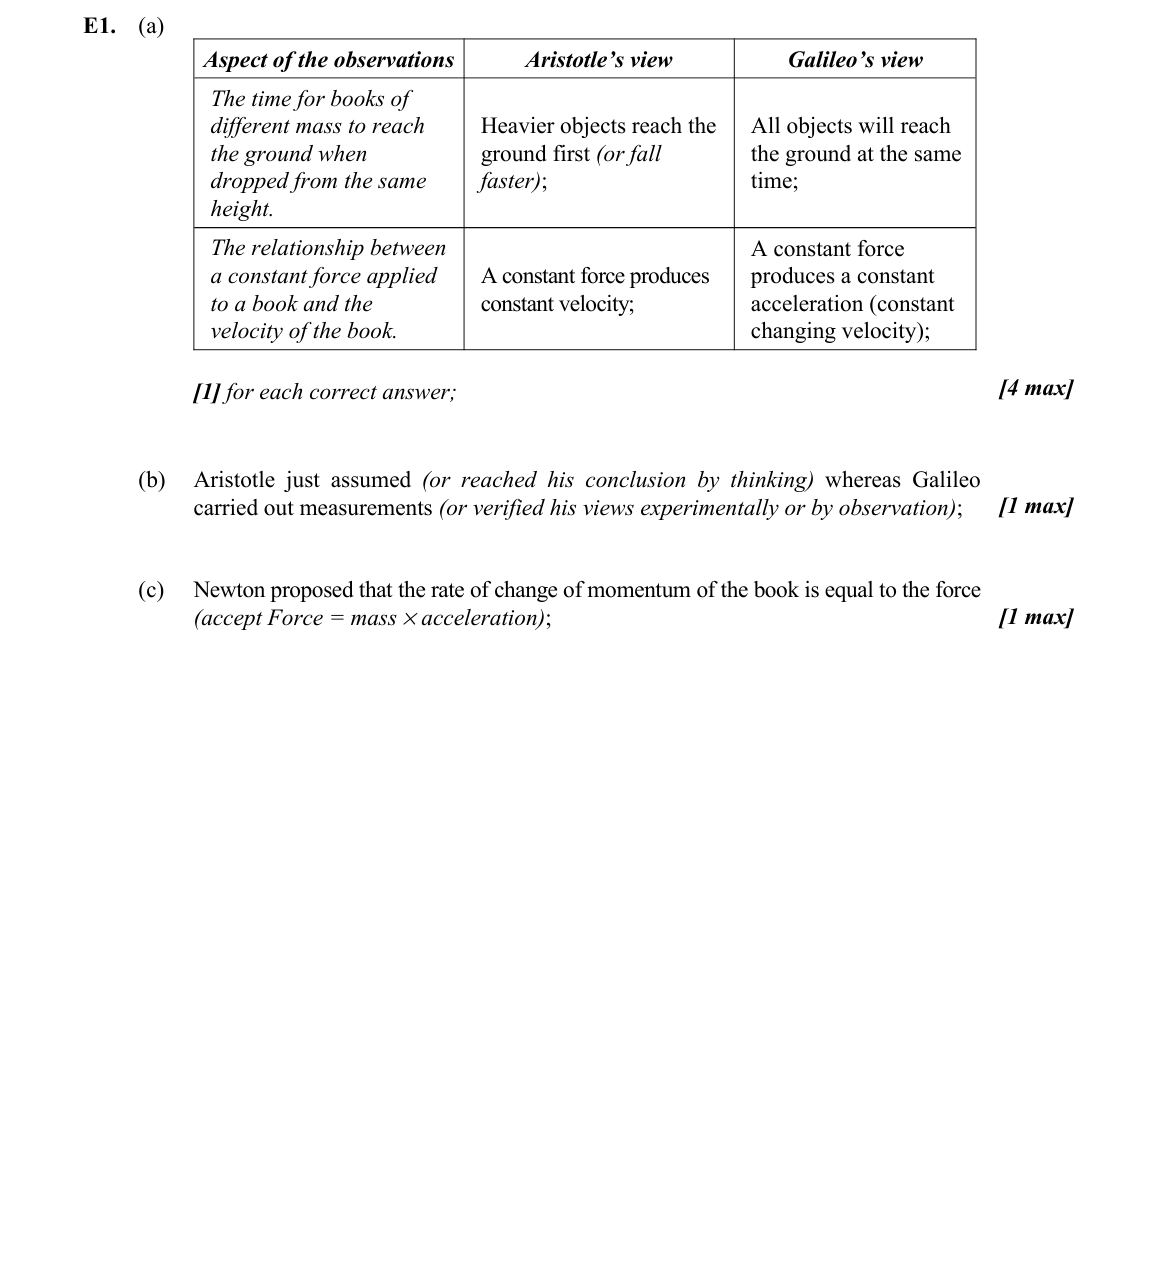 E1. (a)
Aspect of the observations Aristotle's view Galileo's view
The time for books of
different mass to reach
the ground when
dropped from the same
height.
Heavier objects reach the
ground first (or fall
faster);
All objects will reach
the ground at the same
time;
The relationship between
a constant force applied
to a book and the
velocity of the book.
A constant force produces
constant velocity;
A constant force
produces a constant
acceleration (constant
changing velocity);
[1] for each correct answer; [4 max]
(b) Aristotle just assumed (or reached his conclusion by thinking) whereas Galileo
carried out measurements (or verified his views experimentally or by observation); [1 max]
(c) Newton proposed that the rate of change of momentum of the book is equal to the force
(accept Force = mass × acceleration); [1 max]